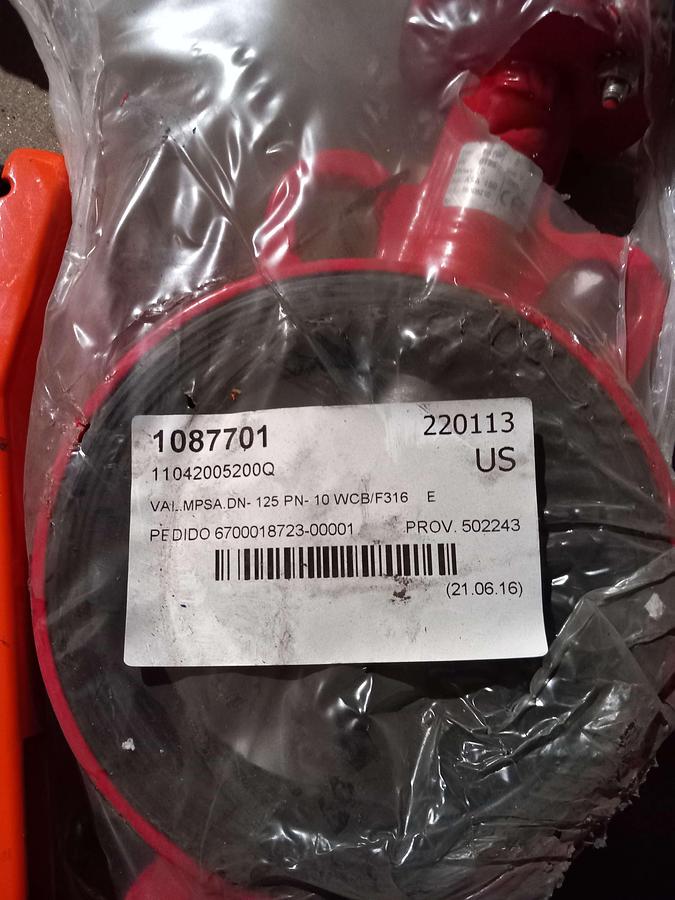 1087701
220113
11042005200Q
US
VAL.MPSA.DN- 125 PN- 10 WCB/F316 E
PEDIDO 6700018723-00001 PROV. 502243
(21.06.16)
CE